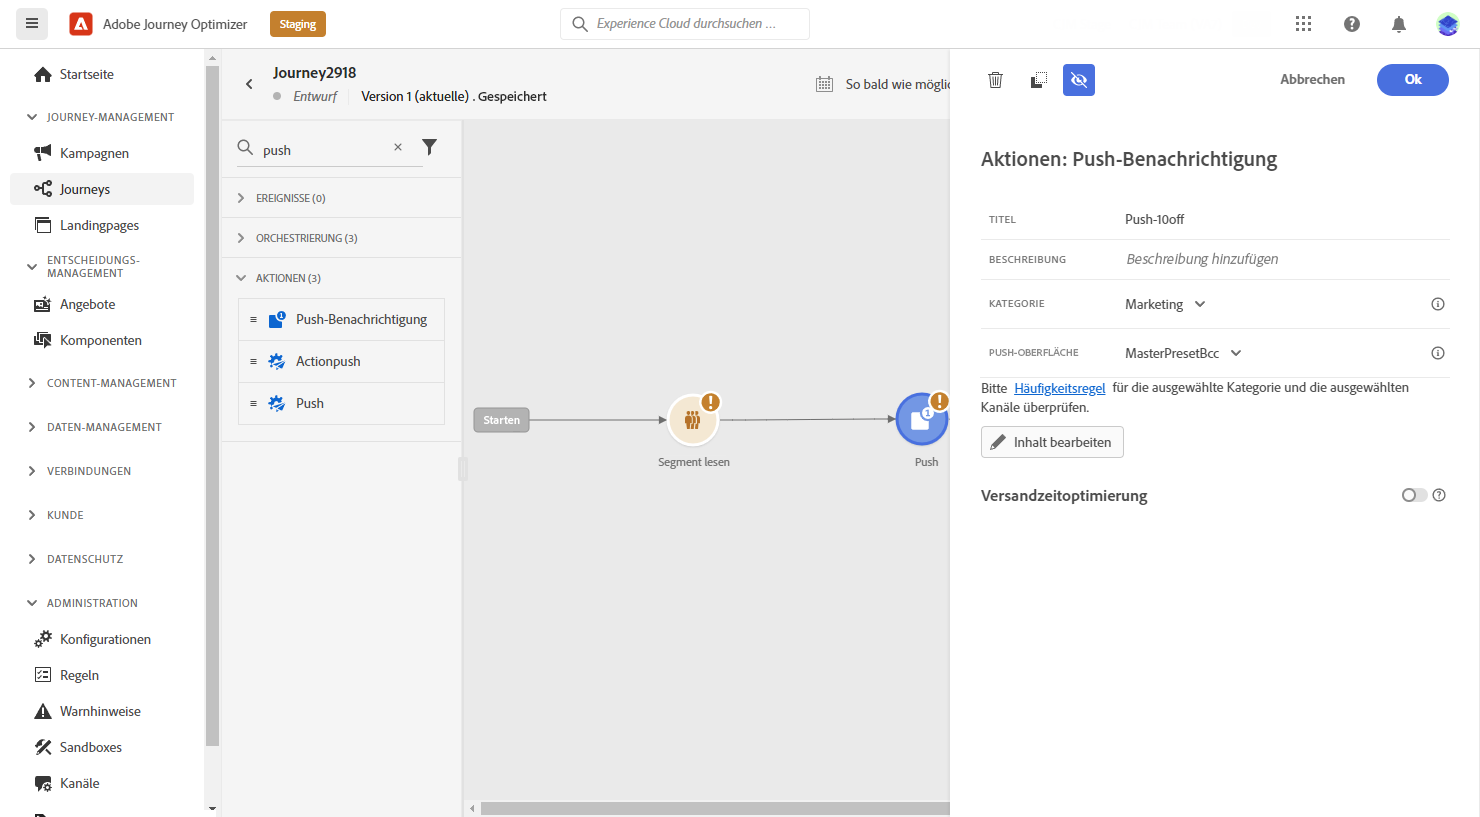 Adobe Journey Optimizer
Staging
Experience Cloud durchsuchen ...
Startseite
JOURNEY-MANAGEMENT
Kampagnen
Journeys
Landingpages
ENTSCHEIDUNGS-
MANAGEMENT
Angebote
Komponenten
CONTENT-MANAGEMENT
DATEN-MANAGEMENT
VERBINDUNGEN
KUNDE
DATENSCHUTZ
ADMINISTRATION
Konfigurationen
Regeln
Warnhinweise
Sandboxes
Kanäle
Journey2918
Entwurf
Version 1 (aktuelle) . Gespeichert
So bald wie möglic
push
EREIGNISSE (0)
ORCHESTRIERUNG (3)
AKTIONEN (3)
Push-Benachrichtigung
Actionpush
Push
Starten
Segment lesen
1
Push
Abbrechen
Ok
Aktionen: Push-Benachrichtigung
TITEL
Push-10off
BESCHREIBUNG
Beschreibung hinzufügen
KATEGORIE
Marketing
PUSH-OBERFLÄCHE
MasterPresetBcc
Bitte Häufigkeitsregel für die ausgewählte Kategorie und die ausgewählten
Kanäle überprüfen.
Inhalt bearbeiten
Versandzeitoptimierung